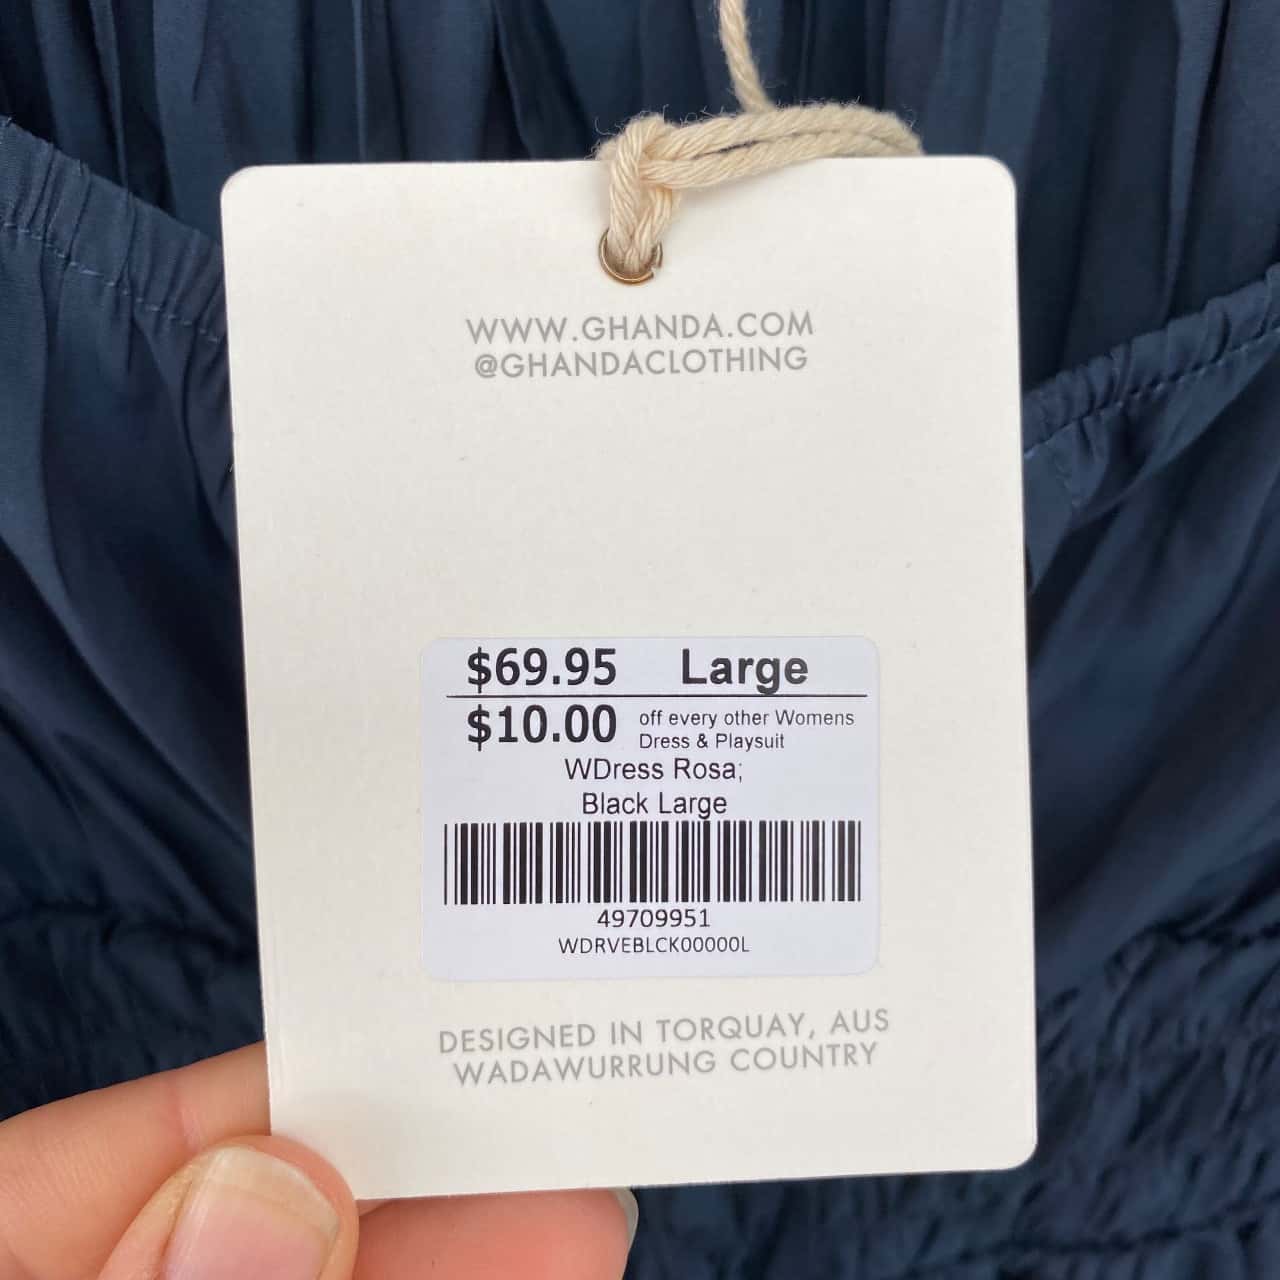 WWW.GHANDA.COM
@GHANDACLOTHING
$69.95 Large
$10.00 off every other Womens
Dress & Playsuit
WDress Rosa;
Black Large
49709951
WDRVEBLCK00000L
DESIGNED IN TORQUAY, AUS
WADAWURRUNG COUNTRY